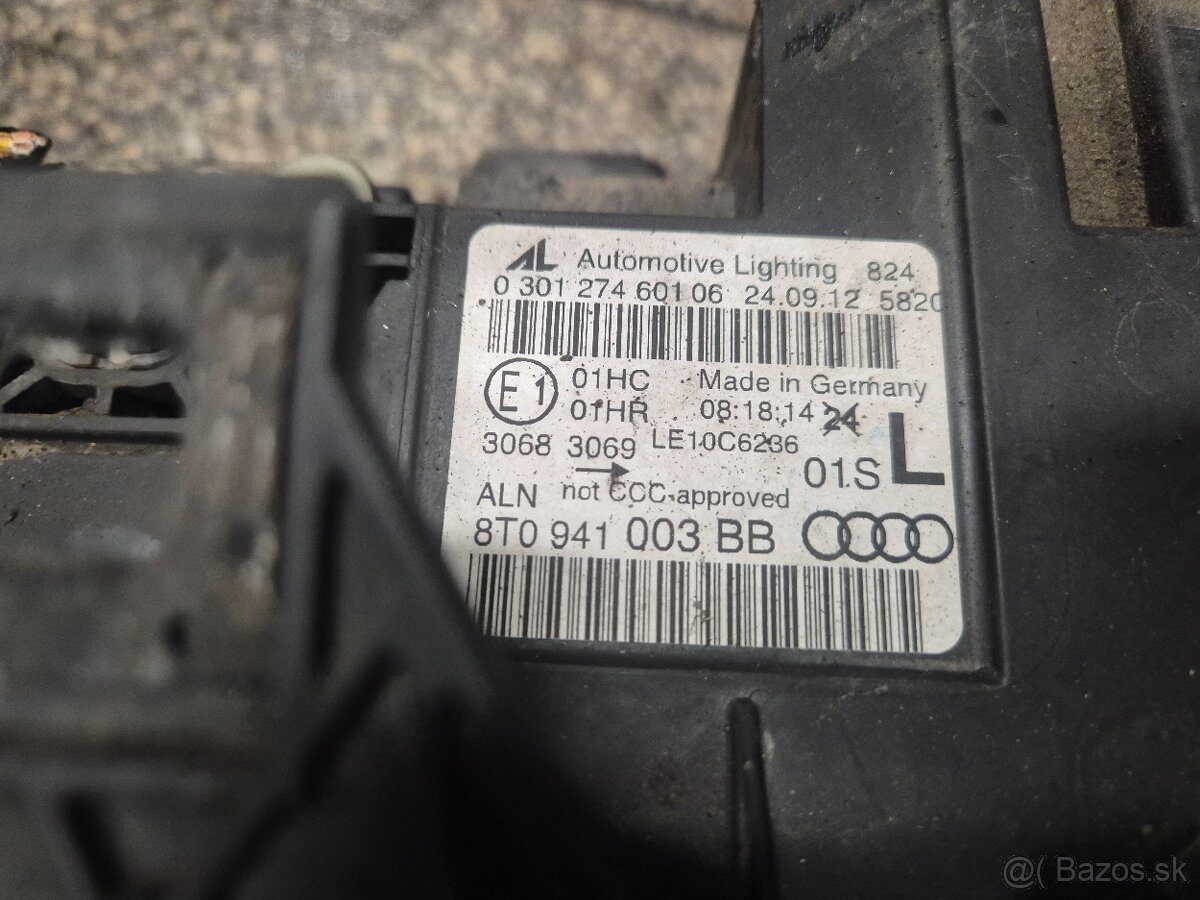 AL Automotive Lighting 824
0 301 274 601 06 24.09.12 5820
E1 01HC Made in Germany
01HR 08:18:14 24
3068 3069 LE10C6236
01S L
ALN not CCC-approved
8T0 941 003 BB
@( Bazos.sk